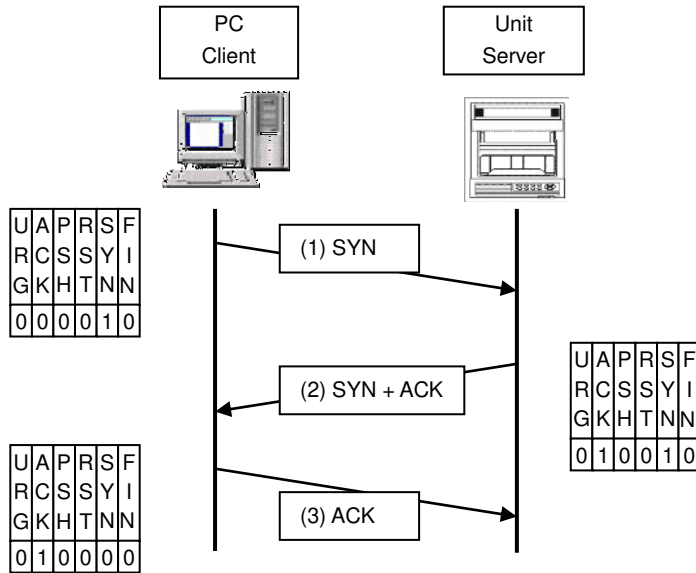 PC
Client
Unit
Server
(1) SYN
U A P R S F
R C S S Y I
G K H T N N
0 0 0 0 1 0
(2) SYN + ACK
U A P R S F
R C S S Y I
G K H T N N
0 1 0 0 1 0
U A P R S F
R C S S Y I
G K H T N N
0 1 0 0 0 0
(3) ACK